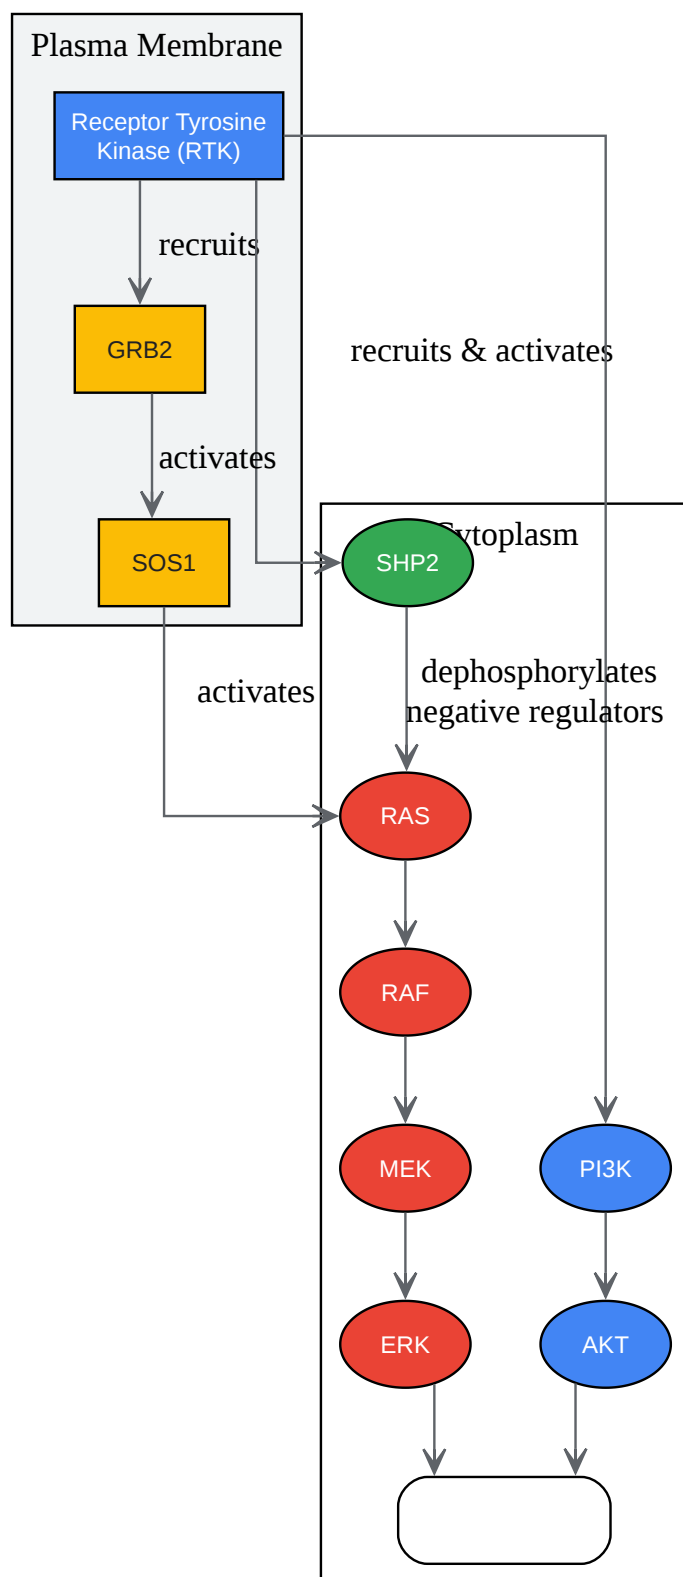 Plasma Membrane
Receptor Tyrosine
Kinase (RTK)
recruits
GRB2
recruits & activates
activates
Cytoplasm
SOS1
SHP2
dephosphorylates
negative regulators
activates
RAS
RAF
MEK
PI3K
ERK
AKT